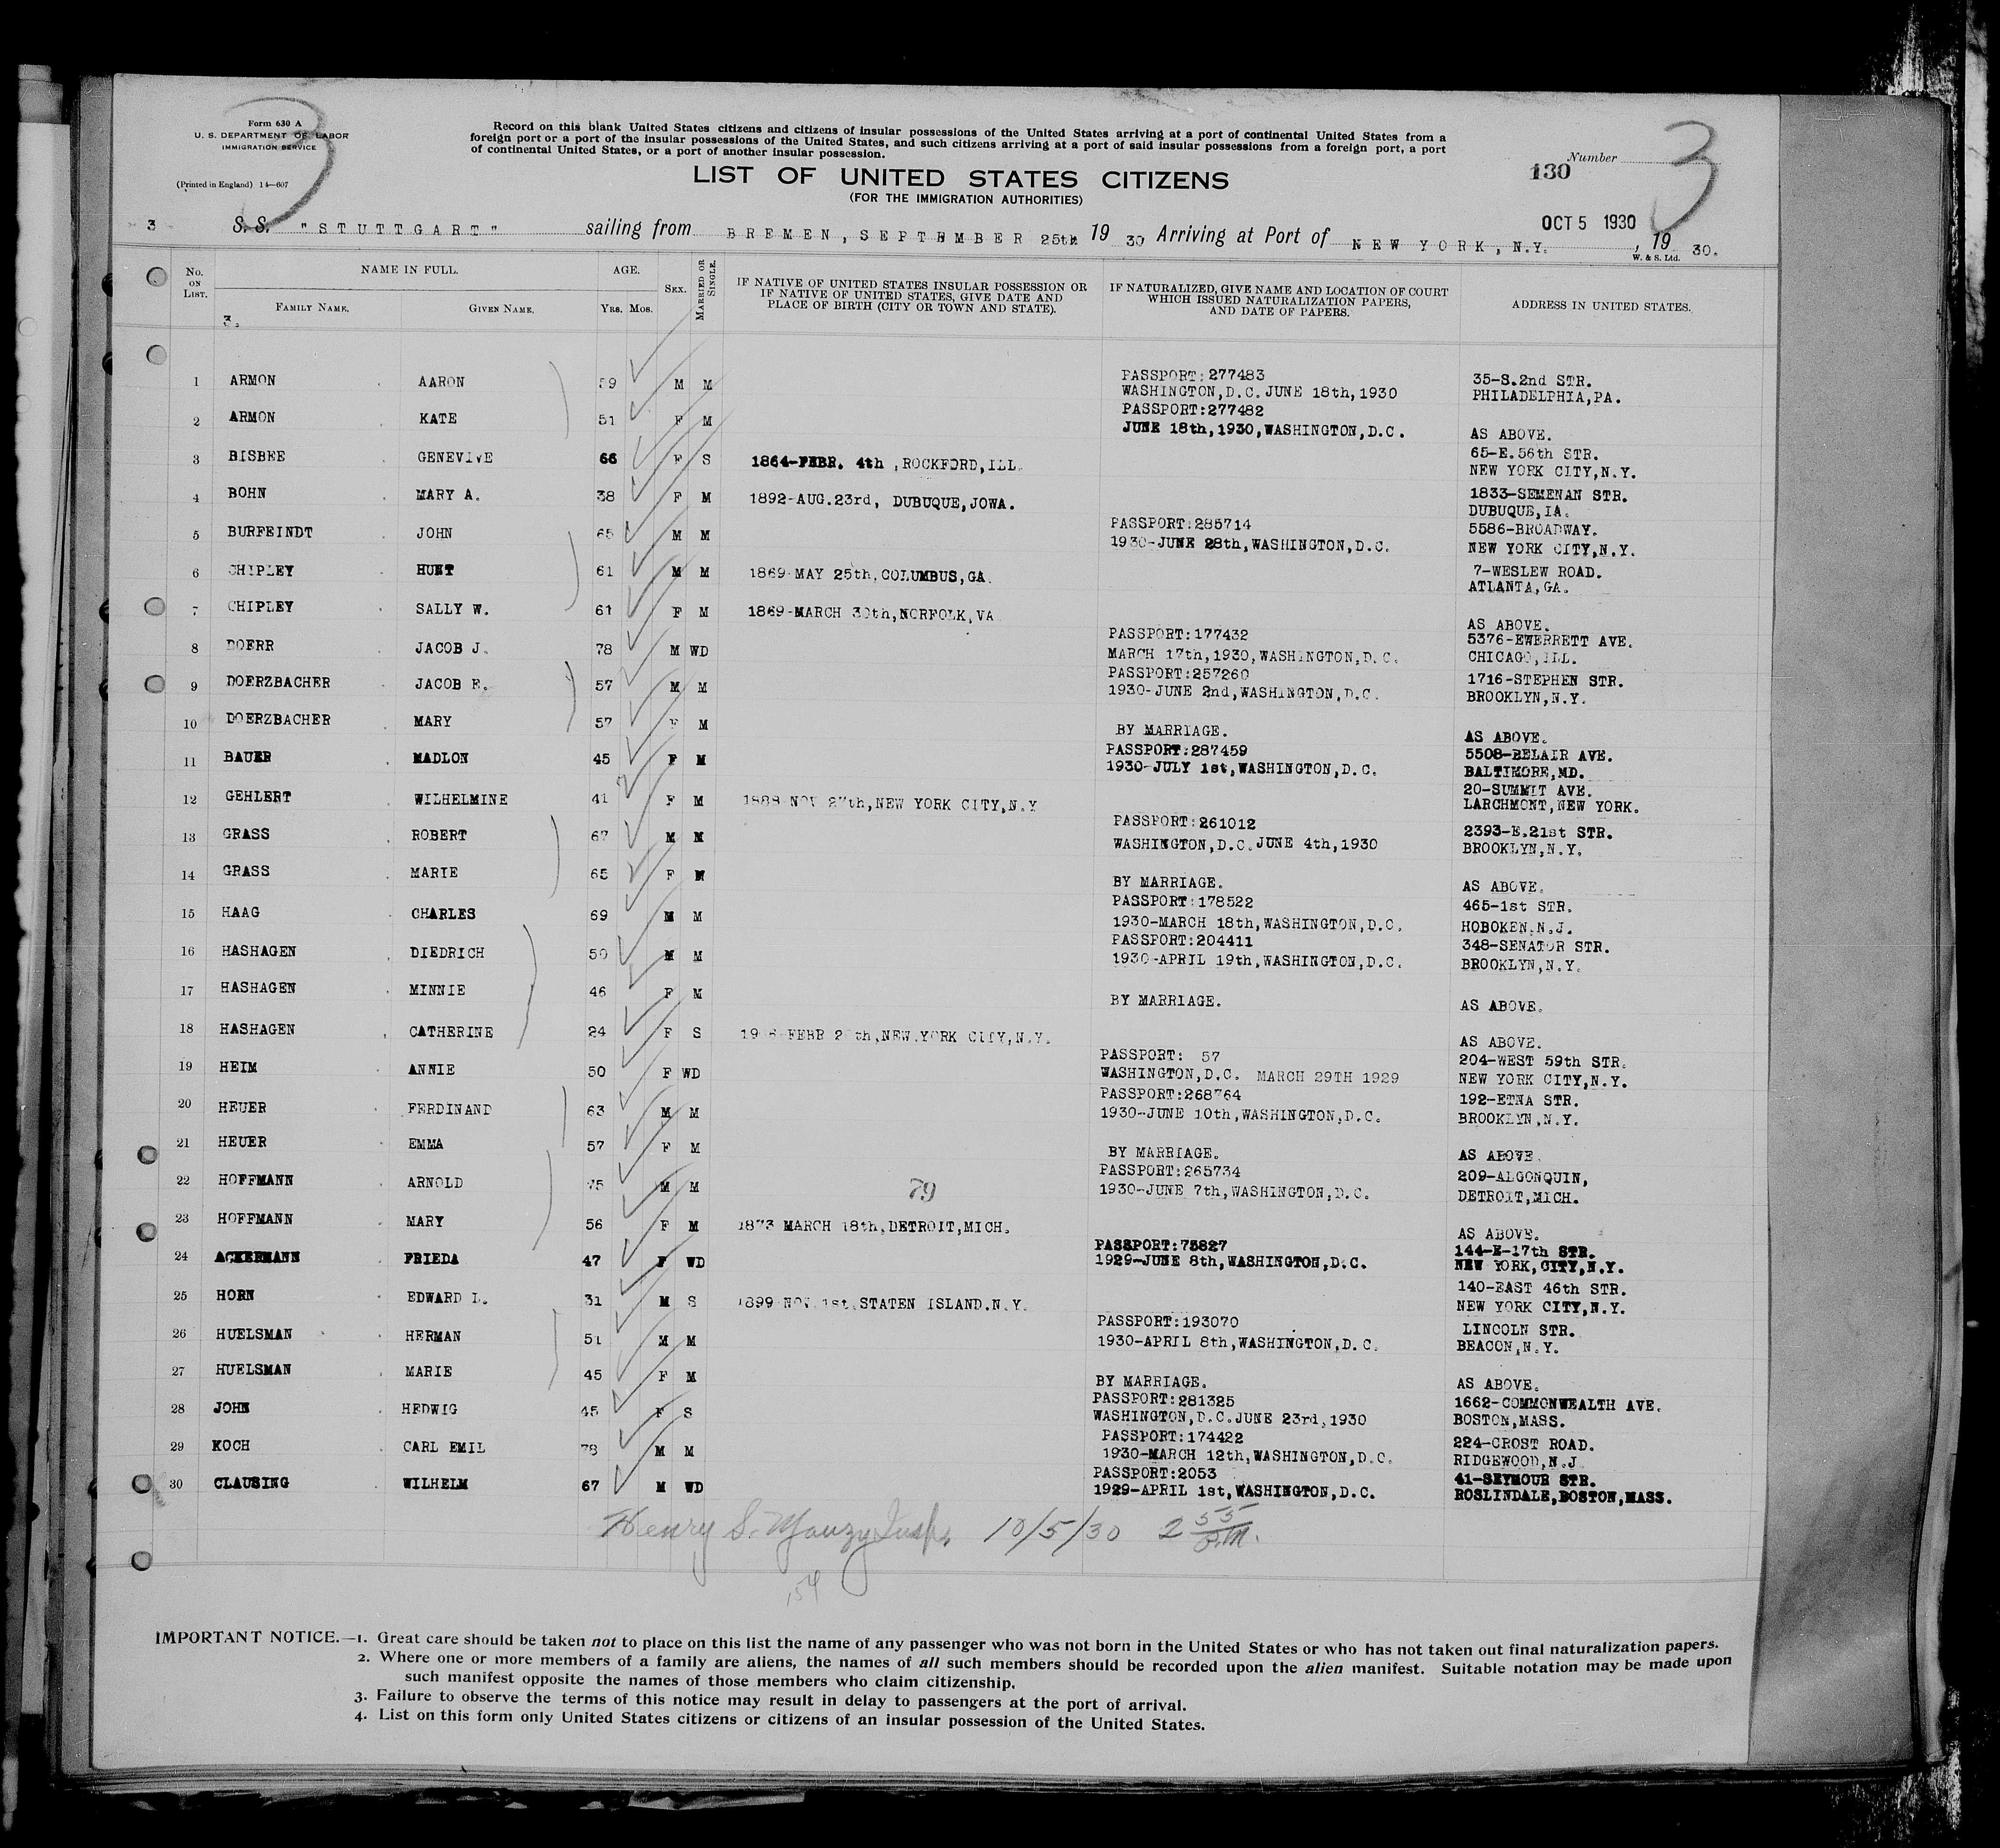 Form 630 A
U. S. DEPARTMENT OF LABOR
IMMIGRATION SERVICE
(Printed in England) 14—607
3
Record on this blank United States citizens and citizens of insular possessions of the United States arriving at a port of continental United States from a
foreign port or a port of the insular possessions of the United States, and such citizens arriving at a port of said insular possessions from a foreign port, a port
of continental United States, or a port of another insular possession.
LIST OF UNITED STATES CITIZENS
(FOR THE IMMIGRATION AUTHORITIES)
Number
130
3
OCT 5 1930
3 S.S. "STUTTGART" sailing from BREMEN, SEPTEMBER 25th 19 30 Arriving at Port of NEW YORK, N.Y. , 19 30.
W. & S. Ltd.
No. ON LIST. NAME IN FULL. AGE. SEX. MARRIED OR SINGLE. IF NATIVE OF UNITED STATES INSULAR POSSESSION OR IF NATIVE OF UNITED STATES, GIVE DATE AND PLACE OF BIRTH (CITY OR TOWN AND STATE). IF NATURALIZED, GIVE NAME AND LOCATION OF COURT WHICH ISSUED NATURALIZATION PAPERS, AND DATE OF PAPERS. ADDRESS IN UNITED STATES.
FAMILY NAME. GIVEN NAME. YRS. MOS.
3.
1 ARMON AARON 59 M M PASSPORT:277483 WASHINGTON,D.C. JUNE 18th,1930 35-S.2nd STR. PHILADELPHIA,PA.
2 ARMON KATE 51 F M PASSPORT:277482 JUNE 18th,1930,WASHINGTON,D.C. AS ABOVE.
3 BISBEE GENEVIVE 66 F S 1864-FEBR. 4th ,ROCKFORD,ILL. 65-E.56th STR. NEW YORK CITY,N.Y.
4 BOHN MARY A. 38 F M 1892-AUG.23rd, DUBUQUE,JOWA. 1833-SEMENAN STR. DUBUQUE,IA.
5 BURFEINDT JOHN 65 M M PASSPORT:285714 1930-JUNE 28th,WASHINGTON,D.C. 5586-BROADWAY. NEW YORK CITY,N.Y.
6 CHIPLEY HUNT 61 M M 1869-MAY 25th,COLUMBUS,GA. 7-WESLEW ROAD. ATLANTA,GA.
7 CHIPLEY SALLY W. 61 F M 1869-MARCH 30th,NORFOLK,VA AS ABOVE.
8 DOERR JACOB J. 78 M WD PASSPORT:177432 MARCH 17th,1930,WASHINGTON,D.C. 5376-EWERRETT AVE. CHICAGO,ILL.
9 DOERZBACHER JACOB E. 57 M M PASSPORT:257260 1930-JUNE 2nd,WASHINGTON,D.C. 1716-STEPHEN STR. BROOKLYN,N.Y.
10 DOERZBACHER MARY 57 F M BY MARRIAGE. AS ABOVE.
11 BAUER MADLON 45 F M PASSPORT:287459 1930-JULY 1st,WASHINGTON,D.C. 5508-BELAIR AVE. BALTIMORE,MD.
12 GEHLERT WILHELMINE 41 F M 1888-NOV 27th,NEW YORK CITY,N.Y 20-SUMMIT AVE. LARCHMONT,NEW YORK.
13 GRASS ROBERT 67 M M PASSPORT:261012 WASHINGTON,D.C. JUNE 4th,1930 2393-E.21st STR. BROOKLYN,N.Y.
14 GRASS MARIE 65 F M BY MARRIAGE. AS ABOVE.
15 HAAG CHARLES 69 M M PASSPORT:178522 1930-MARCH 18th,WASHINGTON,D.C. 465-1st STR. HOBOKEN.N.J.
16 HASHAGEN DIEDRICH 50 M M PASSPORT:204411 1930-APRIL 19th,WASHINGTON,D.C. 348-SENATOR STR. BROOKLYN,N.Y.
17 HASHAGEN MINNIE 46 F M BY MARRIAGE. AS ABOVE.
18 HASHAGEN CATHERINE 24 F S FEBR NEW YORK CITY,N.Y. AS ABOVE.
19 HEIM ANNIE 50 F WD PASSPORT: 57 WASHINGTON,D.C. MARCH 29TH 1929 204-WEST 59th STR. NEW YORK CITY,N.Y.
20 HEUER FERDINAND 63 M M PASSPORT:268764 1930-JUNE 10th,WASHINGTON,D.C. 192-ETNA STR. BROOKLYN,N.Y.
21 HEUER EMMA 57 F M BY MARRIAGE. AS ABOVE.
22 HOFFMANN ARNOLD 75 M M 79 PASSPORT:265734 1930-JUNE 7th,WASHINGTON,D.C. 209-ALGONQUIN, DETROIT,MICH.
23 HOFFMANN MARY 56 F M 1873 MARCH 18th,DETROIT,MICH. AS ABOVE.
24 ACKERMANN FRIEDA 47 F WD PASSPORT:75827 1929-JUNE 8th,WASHINGTON,D.C. 144-E-17th STR. NEW YORK,CITY,N.Y.
25 HORN EDWARD L. 31 M S 1899 NOV. 1st,STATEN ISLAND.N.Y. 140-EAST 46th STR. NEW YORK CITY,N.Y.
26 HUELSMAN HERMAN 51 M M PASSPORT:193070 1930-APRIL 8th,WASHINGTON,D.C. LINCOLN STR. BEACON,N.Y.
27 HUELSMAN MARIE 45 F M BY MARRIAGE. AS ABOVE.
28 JOHN HEDWIG 45 F S PASSPORT:281325 WASHINGTON,D.C.JUNE 23rd,1930 1662-COMMONWEALTH AVE. BOSTON,MASS.
29 KOCH CARL EMIL 78 M M PASSPORT:174422 1930-MARCH 12th,WASHINGTON,D.C. 224-CROST ROAD. RIDGEWOOD,N.J
30 CLAUSING WILHELM 67 M WD PASSPORT:2053 1929-APRIL 1st,WASHINGTON,D.C. 41-SEYMOUR STR. ROSLINDALE,BOSTON,MASS.
Henry S. 10/5/30 2 55 P.M.
IMPORTANT NOTICE.—1. Great care should be taken not to place on this list the name of any passenger who was not born in the United States or who has not taken out final naturalization papers.
2. Where one or more members of a family are aliens, the names of all such members should be recorded upon the alien manifest. Suitable notation may be made upon
such manifest opposite the names of those members who claim citizenship.
3. Failure to observe the terms of this notice may result in delay to passengers at the port of arrival.
4. List on this form only United States citizens or citizens of an insular possession of the United States.